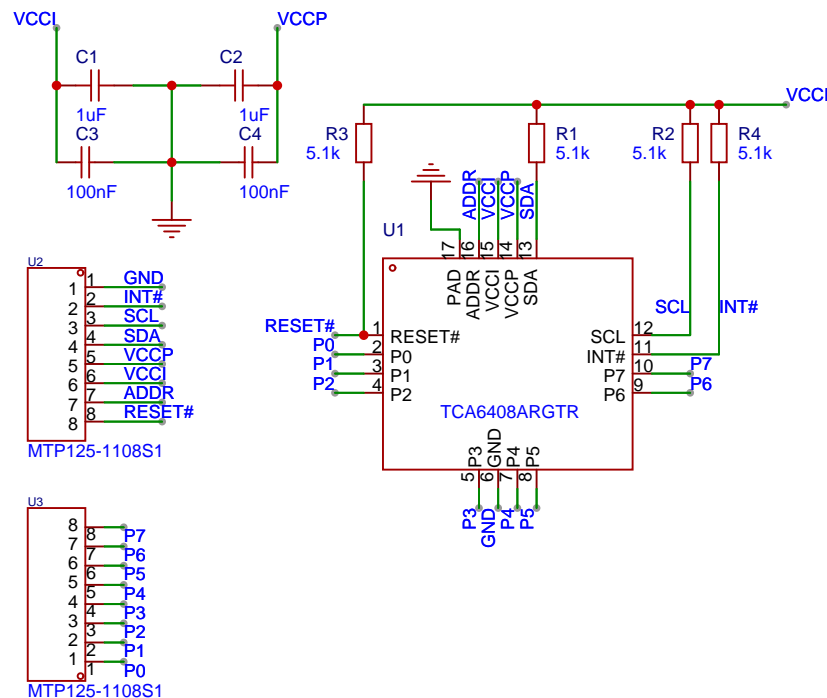 VCCI VCCP
C1 C2
1uF 1uF
C3 C4
100nF 100nF
VCCI
R3 R1 R2 R4
5.1k 5.1k 5.1k 5.1k
ADDR VCCI VCCP SDA
U1
17 16 15 14 13
PAD ADDR VCCI VCCP SDA
SCL INT#
RESET# 1 RESET# SCL 12
P0 2 P0 INT# 11
P1 3 P1 P7 10 P7
P2 4 P2 P6 9 P6
TCA6408ARGTR
P3 GND P4 P5
5 6 7 8
P3 GND P4 P5
U2
1 1 GND
2 2 INT#
3 3 SCL
4 4 SDA
5 5 VCCP
6 6 VCCI
7 7 ADDR
8 8 RESET#
MTP125-1108S1
U3
8 8 P7
7 7 P6
6 6 P5
5 5 P4
4 4 P3
3 3 P2
2 2 P1
1 1 P0
MTP125-1108S1